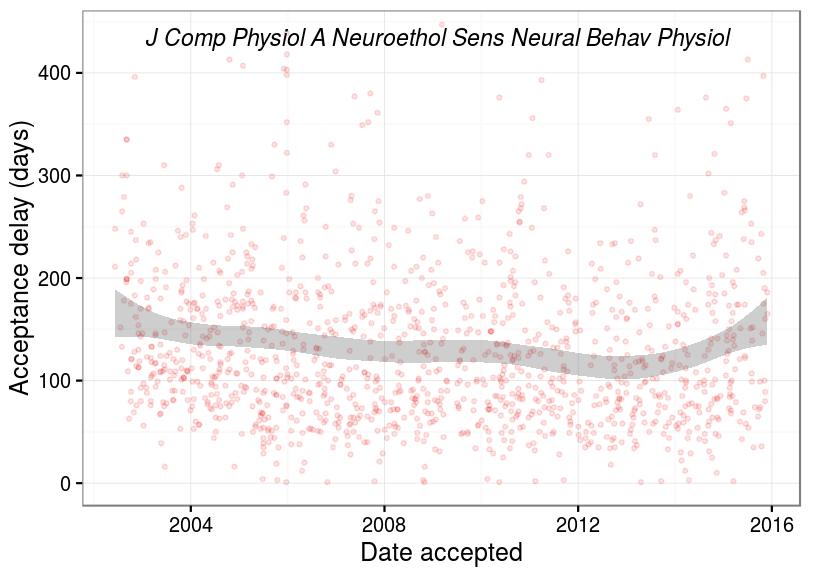 J Comp Physiol A Neuroethol Sens Neural Behav Physiol
Acceptance delay (days)
400
300
200
100
0
2004 2008 2012 2016
Date accepted